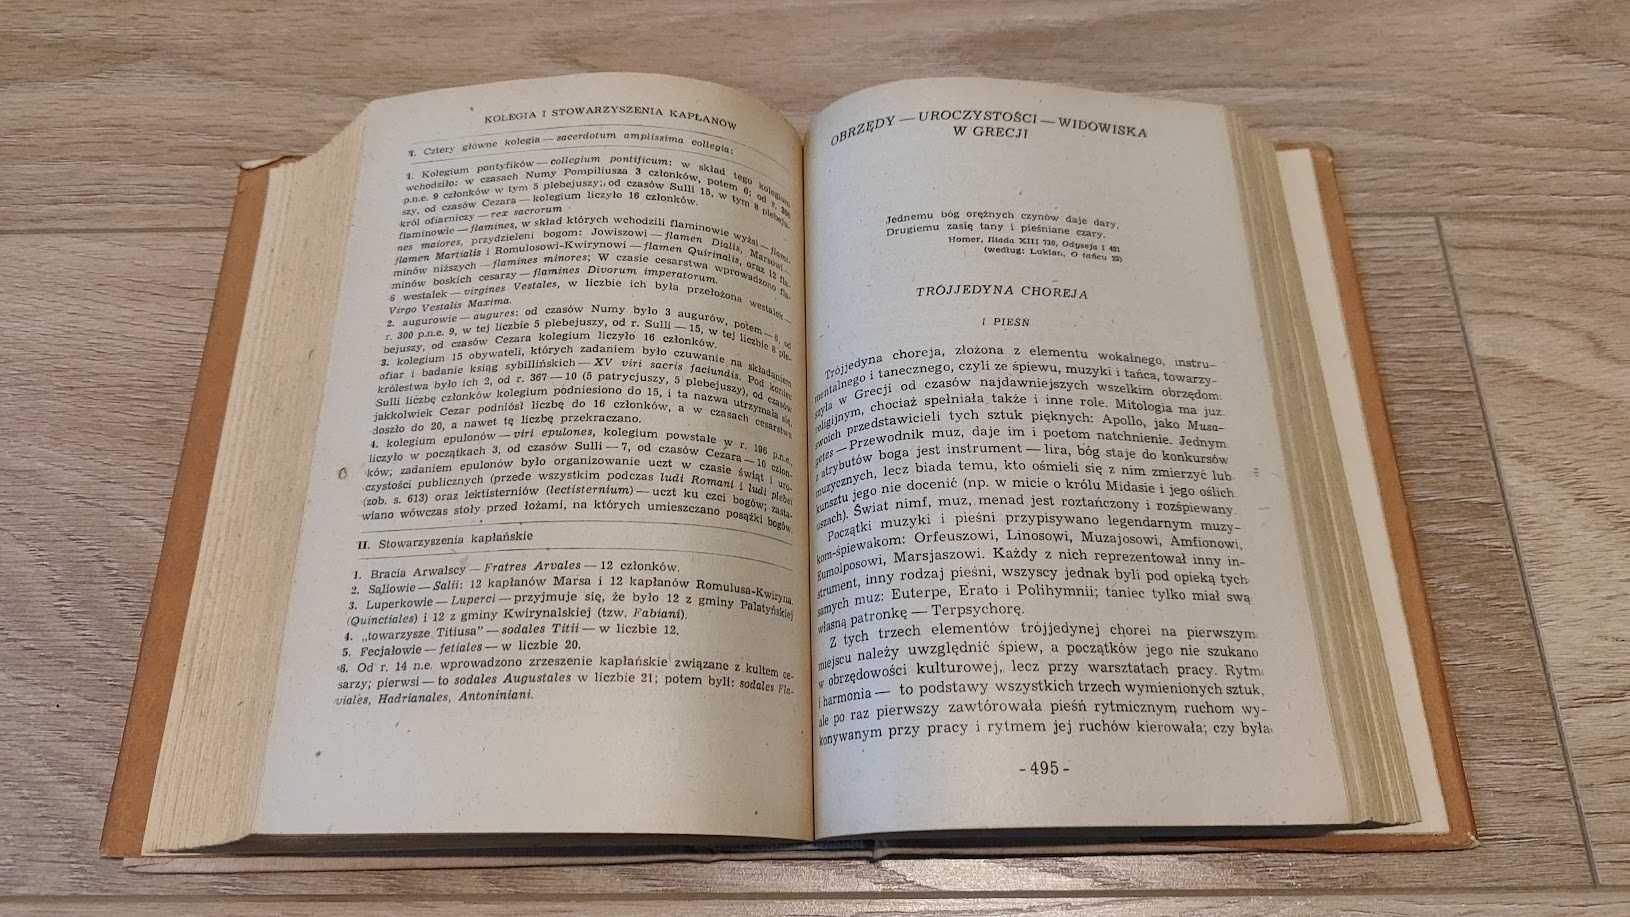 KOLEGIA I STOWARZYSZENIA KAPŁANÓW
I. Cztery główne kolegia — sacerdotum amplissima collegia:
1. Kolegium pontyfików — collegium pontificum: w skład tego kolegium
wchodziło: w czasach Numy Pompiliusza 3 członków, potem 6; od r. 300
p.n.e. 9 członków w tym 5 plebejuszy; od czasów Sulli 15, w tym 8 plebeju-
szy, od czasów Cezara — kolegium liczyło 16 członków.
król ofiarniczy — rex sacrorum
flaminowie — flamines, w skład których wchodzili flaminowie wyżsi — flami-
nes maiores, przydzieleni bogom: Jowiszowi — flamen Dialis, Marsowi —
flamen Martialis i Romulosowi-Kwirynowi — flamen Quirinalis, oraz 12 fla-
minów niższych — flamines minores; W czasie cesarstwa wprowadzono fla-
minów boskich cesarzy — flamines Divorum imperatorum.
6 westalek — virgines Vestales, w liczbie ich była przełożona westalek —
Virgo Vestalis Maxima.
2. augurowie — augures: od czasów Numy było 3 augurów, potem — 6, od
r. 300 p.n.e. 9, w tej liczbie 5 plebejuszy, od r. Sulli — 15, w tej liczbie 8 ple-
bejuszy, od czasów Cezara kolegium liczyło 16 członków.
3. kolegium 15 obywateli, których zadaniem było czuwanie na składaniem
ofiar i badanie ksiąg sybillińskich — XV viri sacris faciundis. Pod koniec
królestwa było ich 2, od r. 367 — 10 (5 patrycjuszy, 5 plebejuszy), od czasów
Sulli liczbę członków kolegium podniesiono do 15, i ta nazwa utrzymała się,
jakkolwiek Cezar podniósł liczbę do 16 członków, a w czasach cesarstwa
doszło do 20, a nawet tę liczbę przekraczano.
4. kolegium epulonów — viri epulones, kolegium powstałe w r. 196 p.n.e.,
liczyło w początkach 3, od czasów Sulli — 7, od czasów Cezara — 10 człon-
ków; zadaniem epulonów było organizowanie uczt w czasie świąt i uro-
czystości publicznych (przede wszystkim podczas ludi Romani i ludi plebei
(zob. s. 613) oraz lektisterniów (lectisternium) — uczt ku czci bogów; zasta-
wiano wówczas stoły przed łożami, na których umieszczano posążki bogów.
II. Stowarzyszenia kapłańskie
1. Bracia Arwalscy — Fratres Arvales — 12 członków.
2. Saliowie — Salii: 12 kapłanów Marsa i 12 kapłanów Romulusa-Kwiryna.
3. Luperkowie — Luperci — przyjmuje się, że było 12 z gminy Palatyńskiej
(Quinctiales) i 12 z gminy Kwirynalskiej (tzw. Fabiani).
4. „towarzysze Titiusa” — sodales Titii — w liczbie 12.
5. Fecjałowie — fetiales — w liczbie 20.
6. Od r. 14 n.e. wprowadzono zrzeszenie kapłańskie związane z kultem ce-
sarzy; pierwsi — to sodales Augustales w liczbie 21; potem byli: sodales Fla-
viales, Hadrianales, Antoniniani.
OBRZĘDY — UROCZYSTOŚCI — WIDOWISKA
W GRECJI
Jednemu bóg orężnych czynów daje dary,
Drugiemu zasię tany i pieśniane czary.
Homer, Iliada XIII 730, Odyseja I 421
(według: Lukian, O tańcu 23)
TRÓJJEDYNA CHOREJA
I PIEŚŃ
Trójjedyna choreja, złożona z elementu wokalnego, instru-
mentalnego i tanecznego, czyli ze śpiewu, muzyki i tańca, towarzy-
szyła w Grecji od czasów najdawniejszych wszelkim obrzędom
religijnym, chociaż spełniała także i inne role. Mitologia ma już
swoich przedstawicieli tych sztuk pięknych: Apollo, jako Musa-
getes — Przewodnik muz, daje im i poetom natchnienie. Jednym
z atrybutów boga jest instrument — lira, bóg staje do konkursów
muzycznych, lecz biada temu, kto ośmieli się z nim zmierzyć lub
kunsztu jego nie docenić (np. w micie o królu Midasie i jego oślich
uszach). Świat nimf, muz, menad jest roztańczony i rozśpiewany.
Początki muzyki i pieśni przypisywano legendarnym muzy-
kom-śpiewakom: Orfeuszowi, Linosowi, Muzajosowi, Amfionowi,
Eumolposowi, Marsjaszowi. Każdy z nich reprezentował inny in-
strument, inny rodzaj pieśni, wszyscy jednak byli pod opieką tych
samych muz: Euterpe, Erato i Polihymnii; taniec tylko miał swą
własną patronkę — Terpsychorę.
Z tych trzech elementów trójjedynej chorei na pierwszym
miejscu należy uwzględnić śpiew, a początków jego nie szukano
w obrzędowości kulturowej, lecz przy warsztatach pracy. Rytm
i harmonia — to podstawy wszystkich trzech wymienionych sztuk,
ale po raz pierwszy zawtórowała pieśń rytmicznym ruchom wy-
konywanym przy pracy i rytmem jej ruchów kierowała; czy była
- 495 -